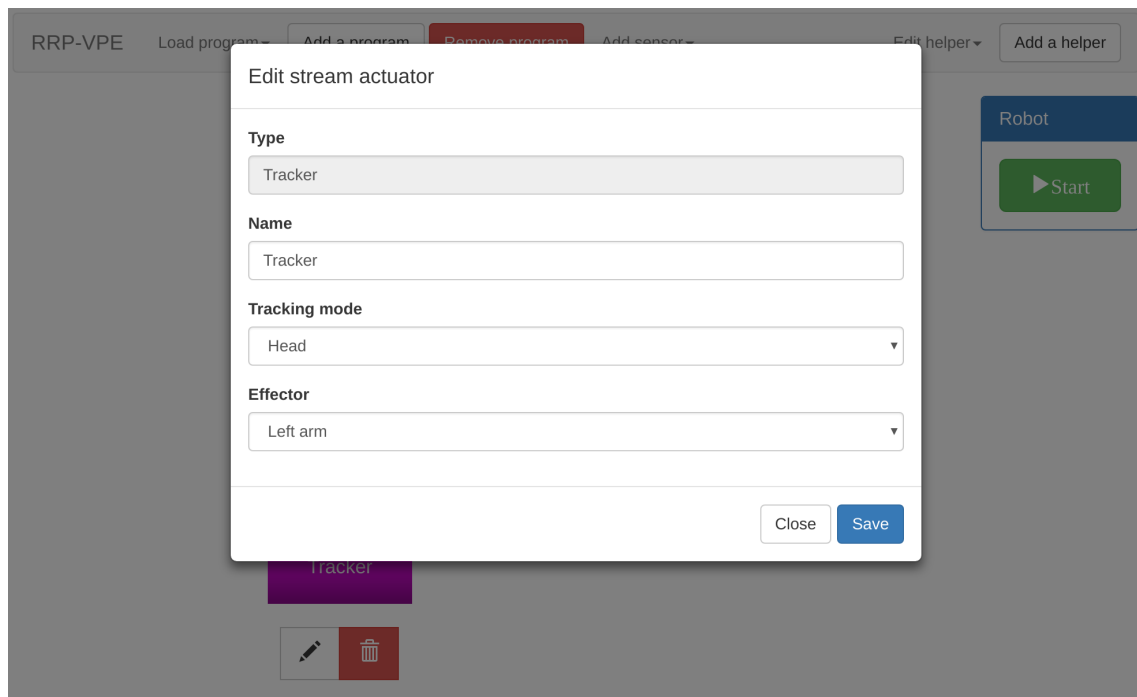 RRP-VPE Load program Add a program Remove program Add sensor Edit helper Add a helper
Edit stream actuator
Robot
Type
Tracker
Start
Name
Tracker
Tracking mode
Head
Effector
Left arm
Close Save
Tracker